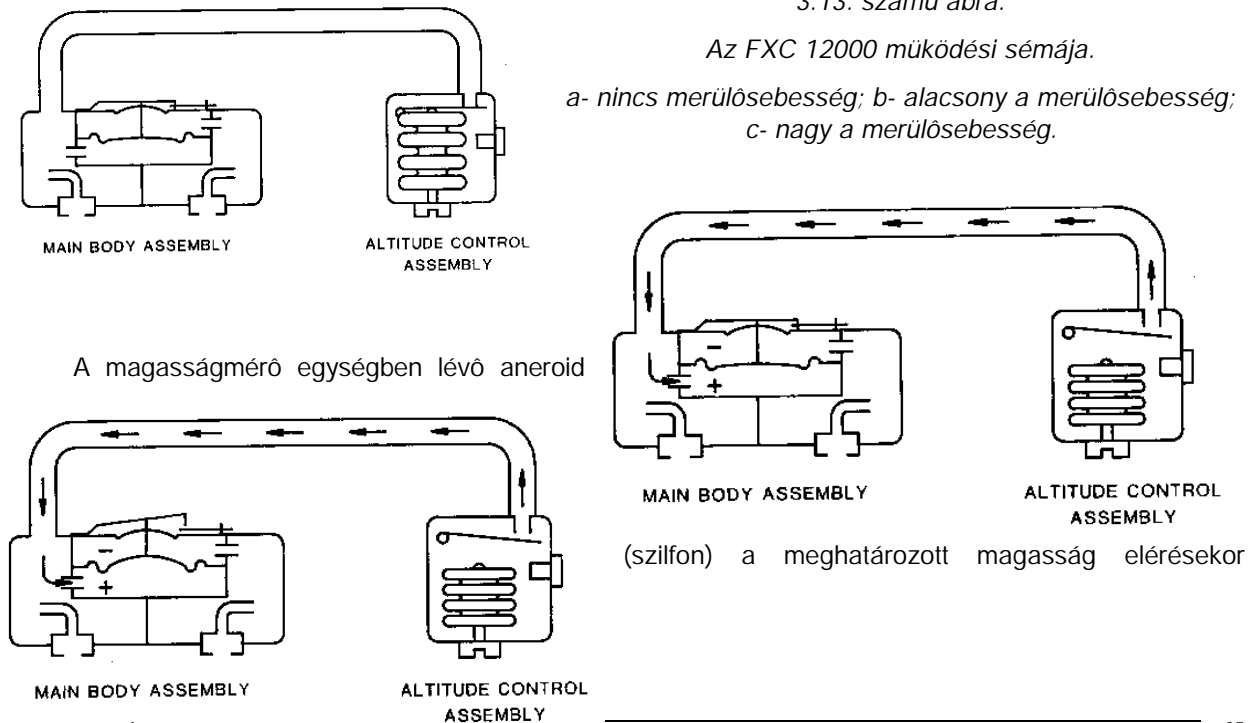 3.13. számú ábra.
Az FXC 12000 müködési sémája.
a- nincs merülôsebesség; b- alacsony a merülôsebesség;
c- nagy a merülôsebesség.
MAIN BODY ASSEMBLY
ALTITUDE CONTROL
ASSEMBLY
A magasságmérô egységben lévô aneroid
-
+
MAIN BODY ASSEMBLY
ALTITUDE CONTROL
ASSEMBLY
(szilfon) a meghatározott magasság elérésekor
-
+
MAIN BODY ASSEMBLY
ALTITUDE CONTROL
ASSEMBLY